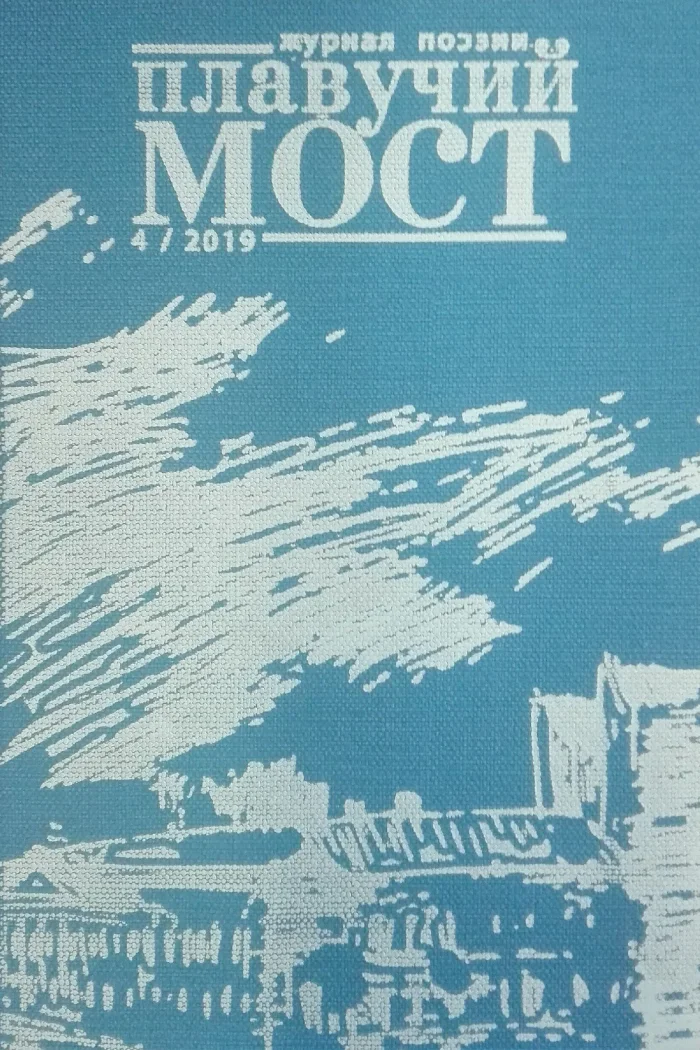 журнал поэзии
плавучий
МОСТ
4 / 2019